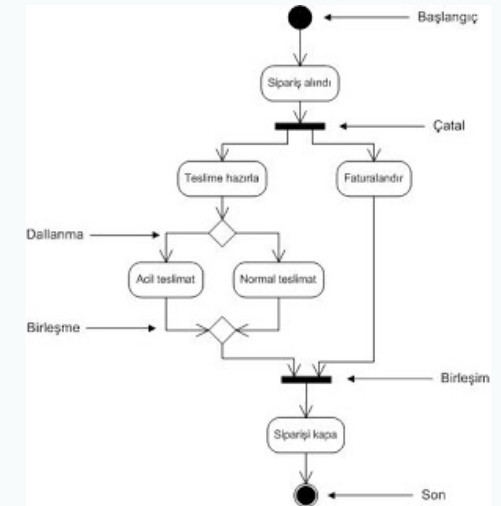 Başlangıç
Sipariş alındı
Çatal
Teslime hazırla
Faturalandır
Dallanma
Acil teslimat
Normal teslimat
Birleşme
Birleşim
Siparişi kapa
Son